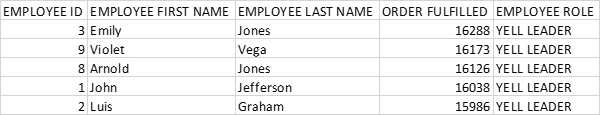 EMPLOYEE ID EMPLOYEE FIRST NAME EMPLOYEE LAST NAME ORDER FULFILLED EMPLOYEE ROLE
3 Emily Jones 16288 YELL LEADER
9 Violet Vega 16173 YELL LEADER
8 Arnold Jones 16126 YELL LEADER
1 John Jefferson 16038 YELL LEADER
2 Luis Graham 15986 YELL LEADER